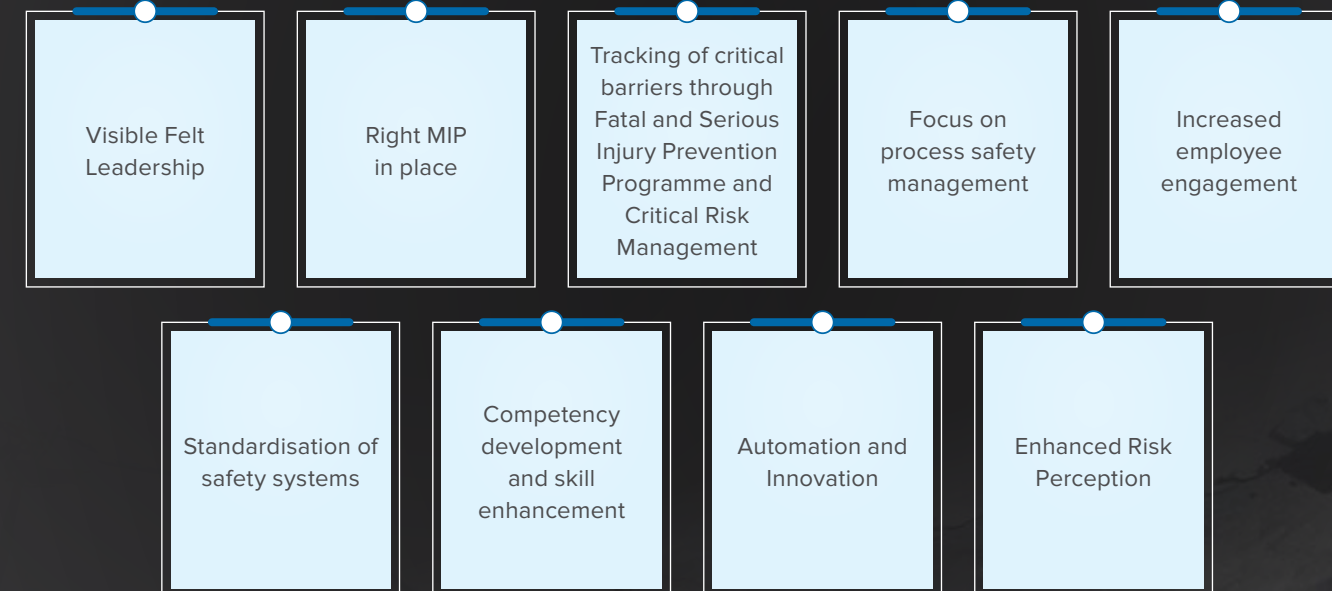 Visible Felt
Leadership
Right MIP
in place
Tracking of critical
barriers through
Fatal and Serious
Injury Prevention
Programme and
Critical Risk
Management
Focus on
process safety
management
Increased
employee
engagement
Standardisation of
safety systems
Competency
development
and skill
enhancement
Automation and
Innovation
Enhanced Risk
Perception